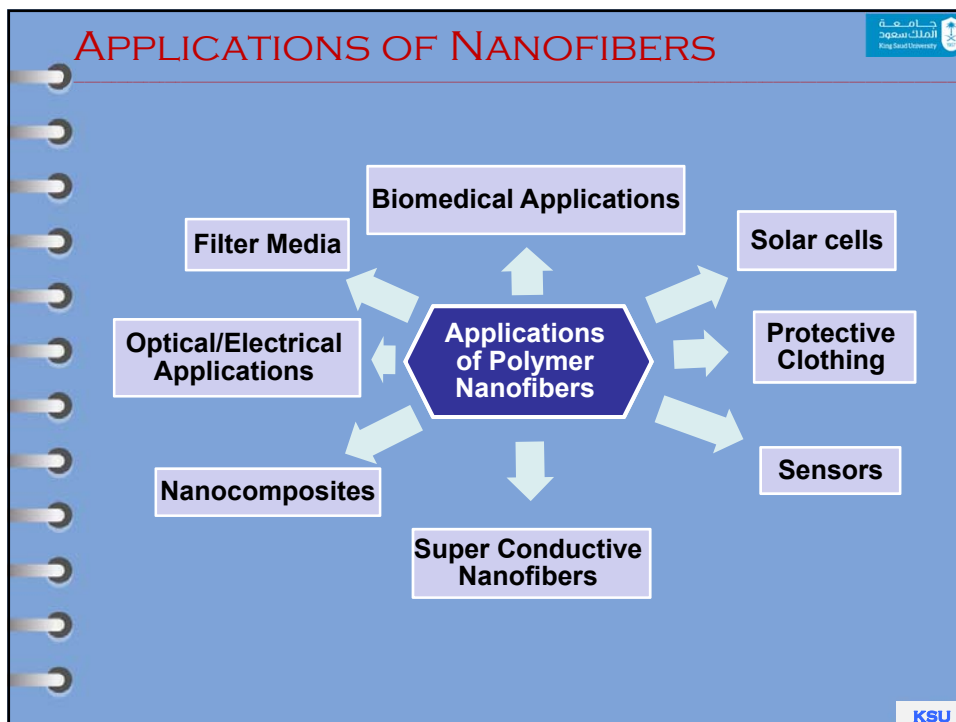 APPLICATIONS OF NANOFIBERS
جــامـعــة
الملك سعود
King Saud University
Biomedical Applications
Filter Media
Solar cells
Optical/Electrical
Applications
Applications
of Polymer
Nanofibers
Protective
Clothing
Nanocomposites
Sensors
Super Conductive
Nanofibers
KSU